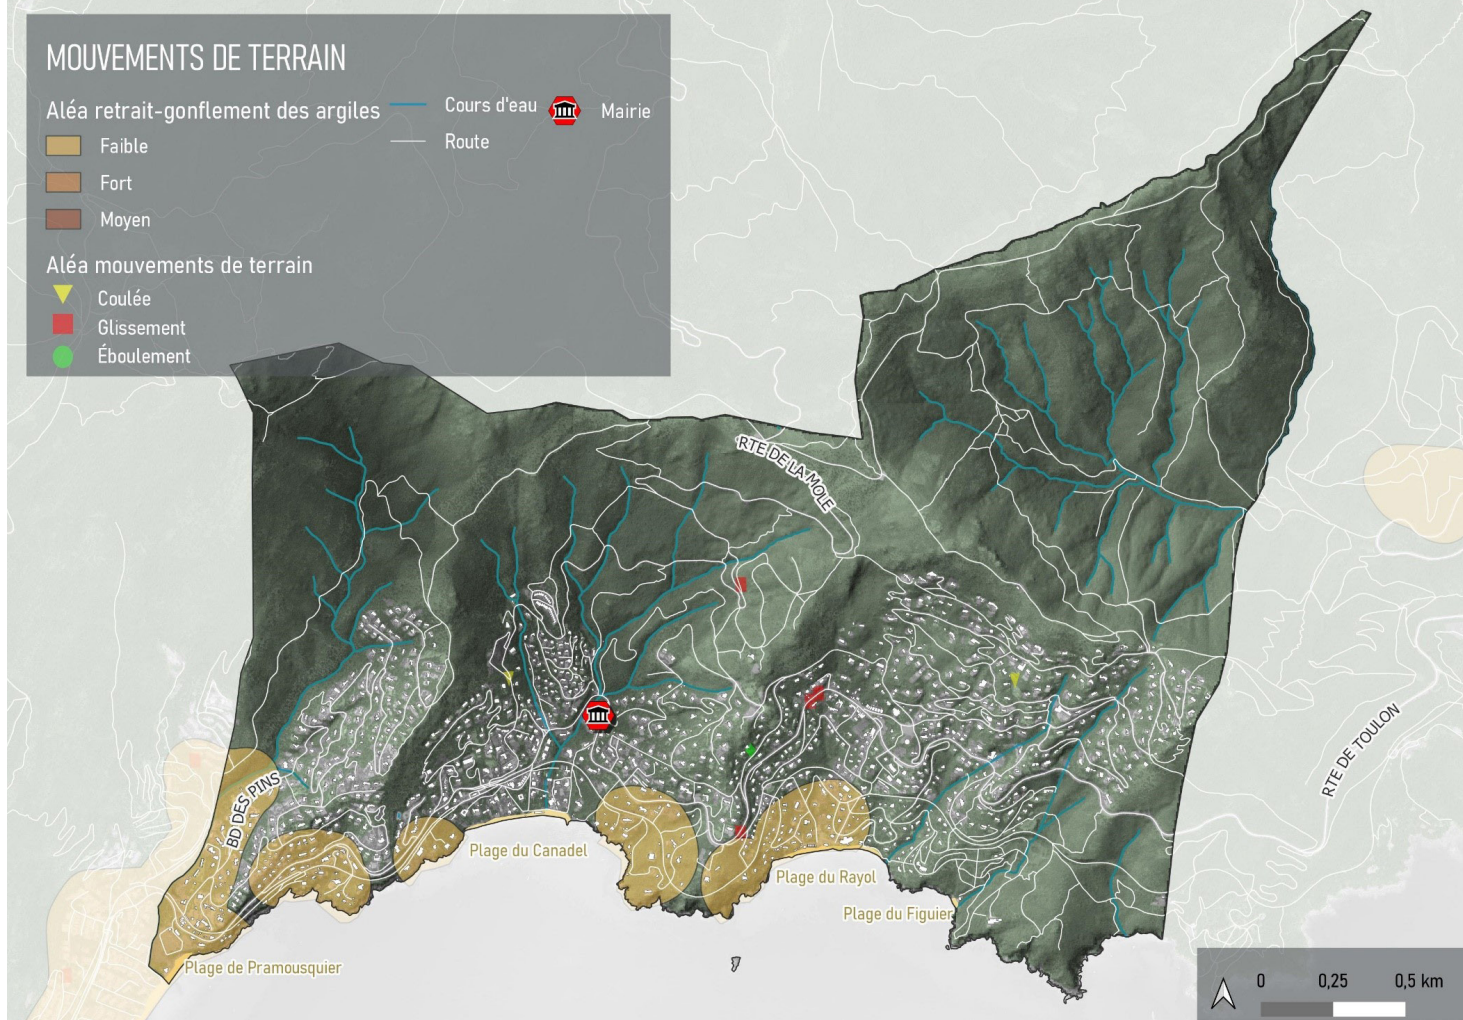 MOUVEMENTS DE TERRAIN
Aléa retrait-gonflement des argiles
Faible
Fort
Moyen
Aléa mouvements de terrain
Coulée
Glissement
Éboulement
Cours d'eau
Route
Mairie
RTE DE LA MOLE
RTE DE TOULON
BD DES PINS
Plage du Canadel
Plage du Rayol
Plage du Figuier
Plage de Pramousquier
0 0,25 0,5 km